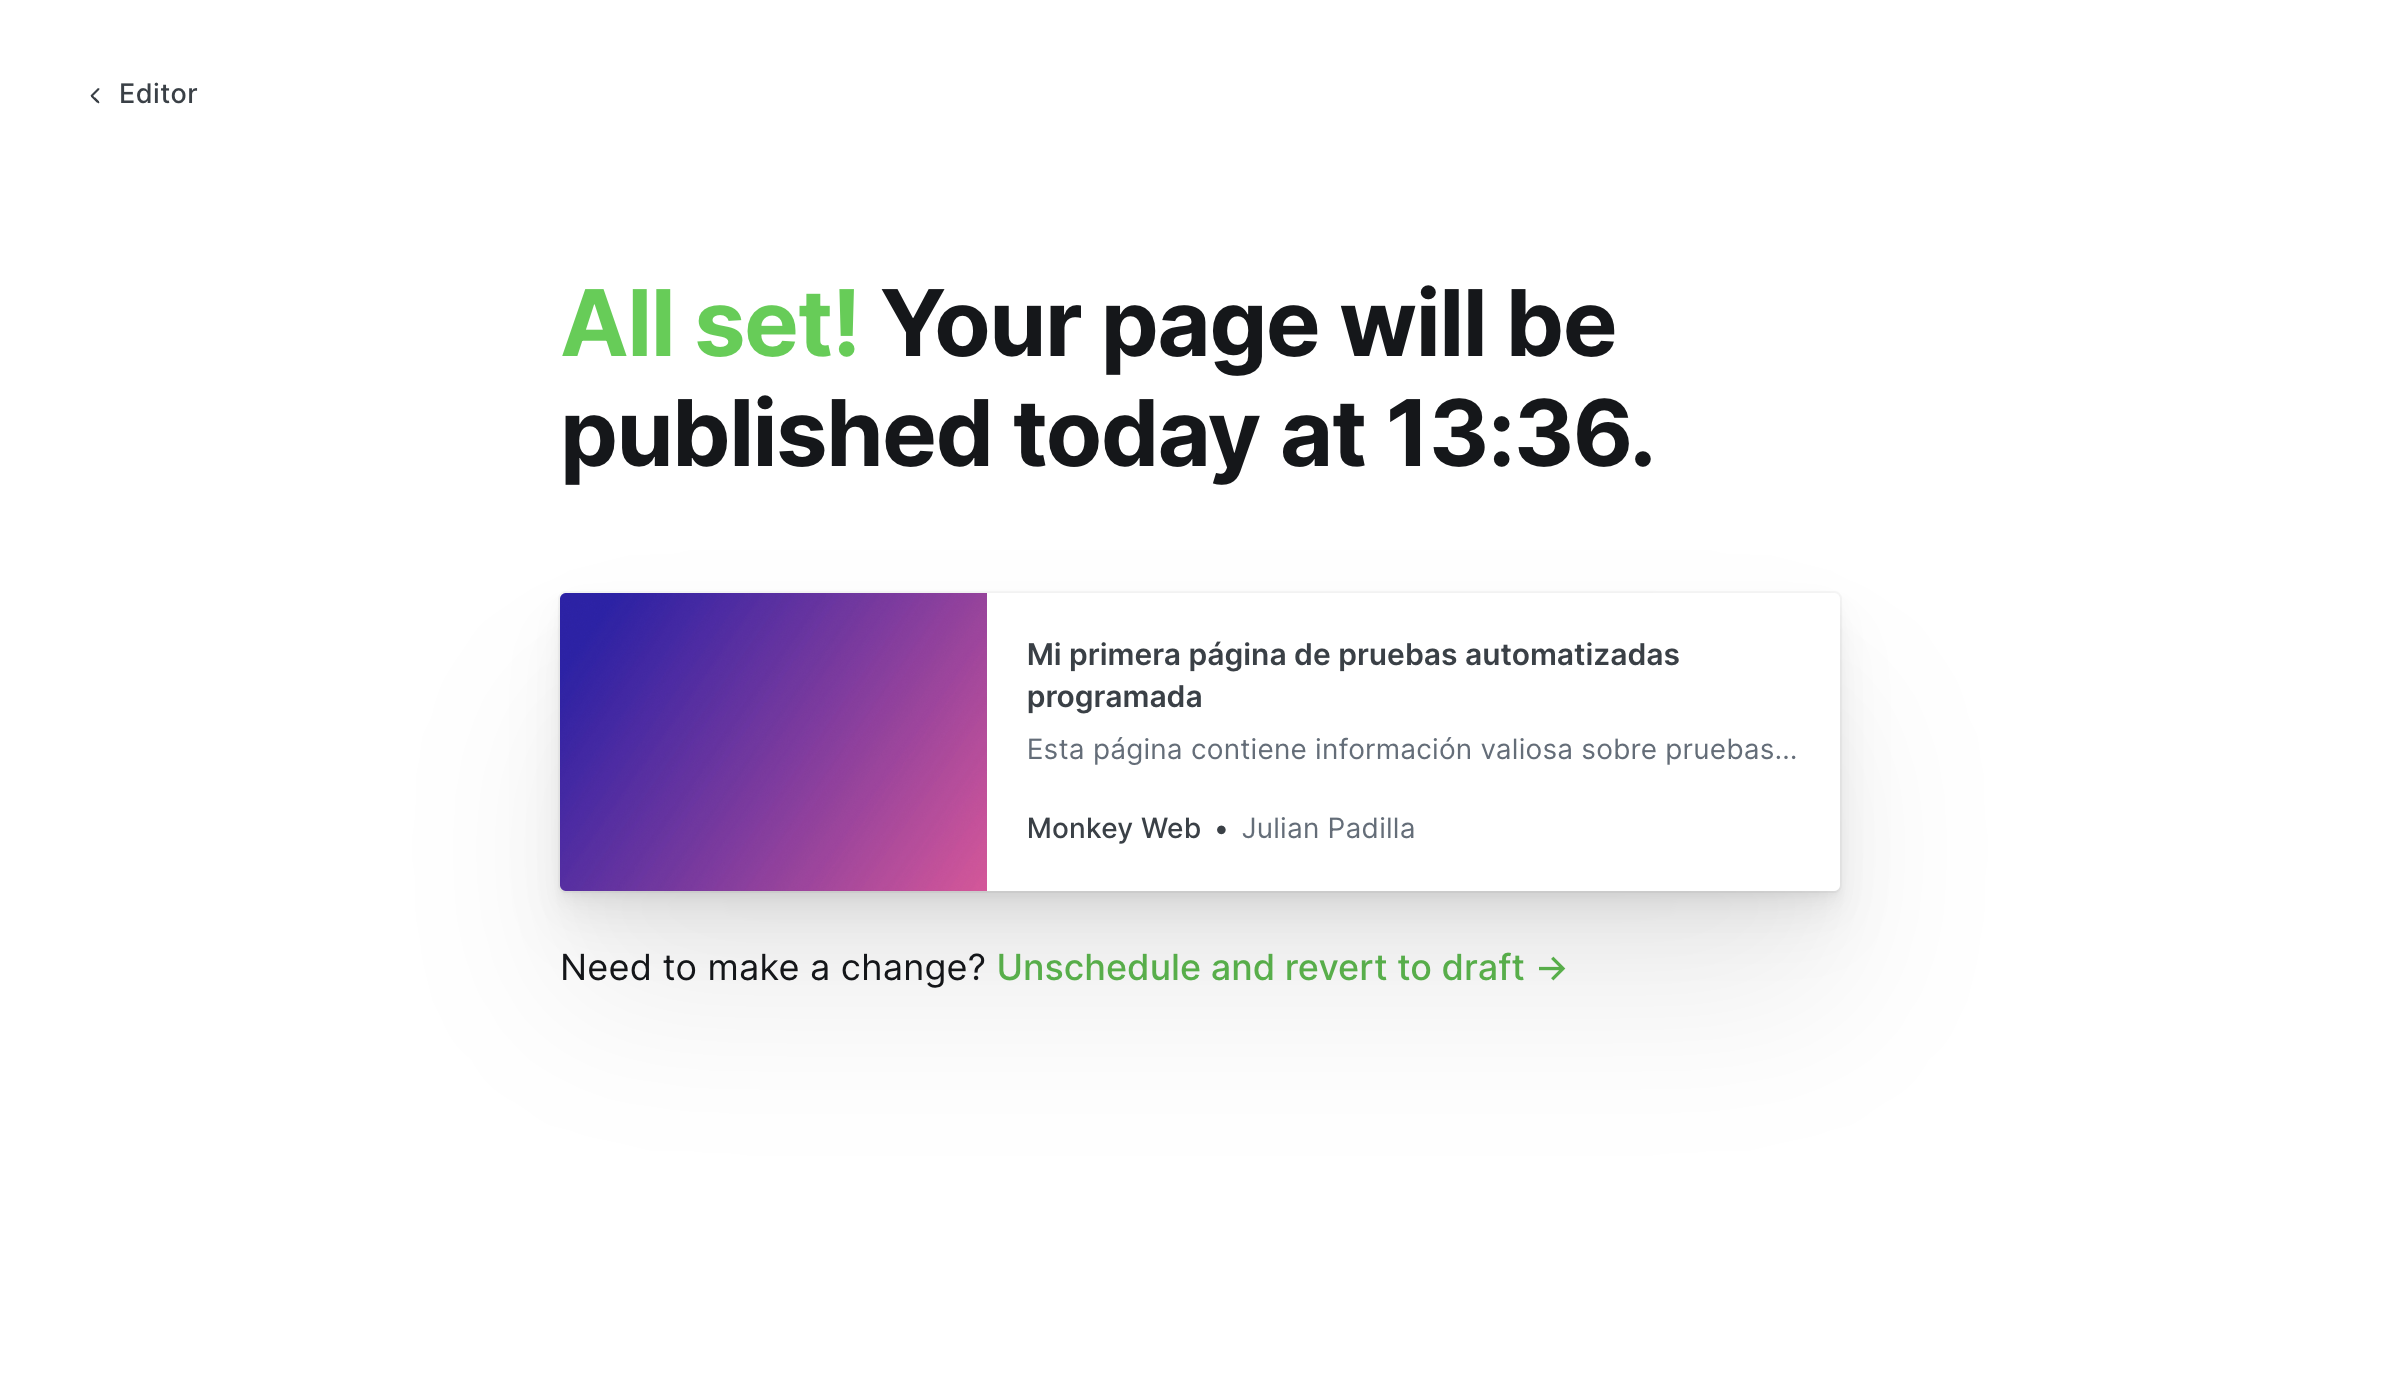 Editor
All set! Your page will be
published today at 13:36.
Mi primera página de pruebas automatizadas
programada
Esta página contiene información valiosa sobre pruebas...
Monkey Web • Julian Padilla
Need to make a change? Unschedule and revert to draft →